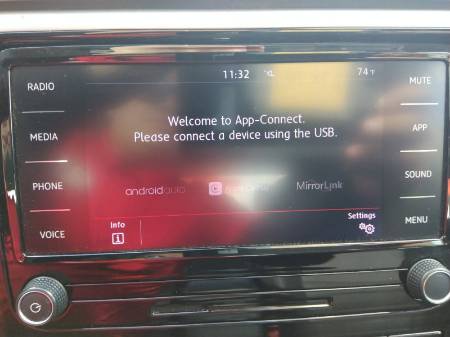 RADIO
11:32
74°F
MUTE
Welcome to App-Connect.
Please connect a device using the USB.
MEDIA
APP
PHONE
SOUND
androidauto
MirrorLink
VOICE
Info
Settings
MENU